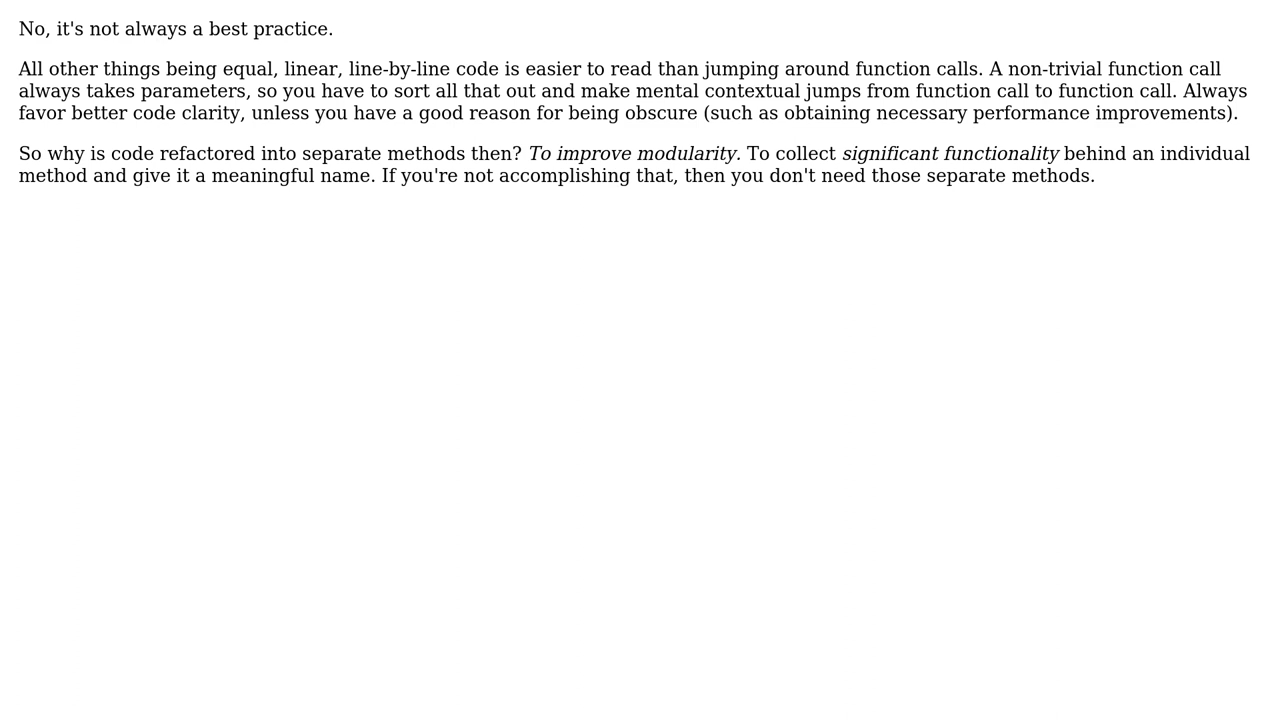 No, it's not always a best practice.
All other things being equal, linear, line-by-line code is easier to read than jumping around function calls. A non-trivial function call
always takes parameters, so you have to sort all that out and make mental contextual jumps from function call to function call. Always
favor better code clarity, unless you have a good reason for being obscure (such as obtaining necessary performance improvements).
So why is code refactored into separate methods then? To improve modularity. To collect significant functionality behind an individual
method and give it a meaningful name. If you're not accomplishing that, then you don't need those separate methods.